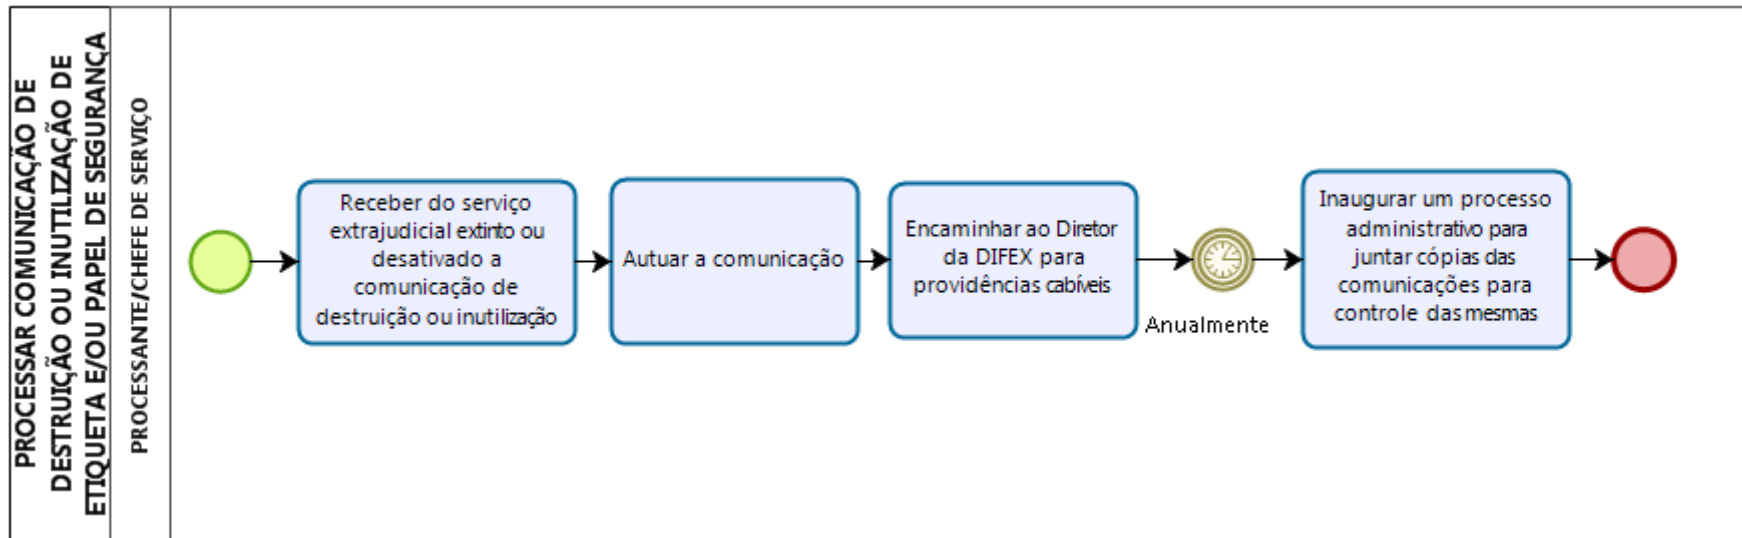 PROCESSAR COMUNICAÇÃO DE
DESTRUIÇÃO OU INUTILIZAÇÃO DE
ETIQUETA E/OU PAPEL DE SEGURANÇA
PROCESSANTE/CHEFE DE SERVIÇO
Receber do serviço
extrajudicial extinto ou
desativado a
comunicação de
destruição ou inutilização
Autuar a comunicação
Encaminhar ao Diretor
da DIFEX para
providências cabíveis
Anualmente
Inaugurar um processo
administrativo para
juntar cópias das
comunicações para
controle das mesmas